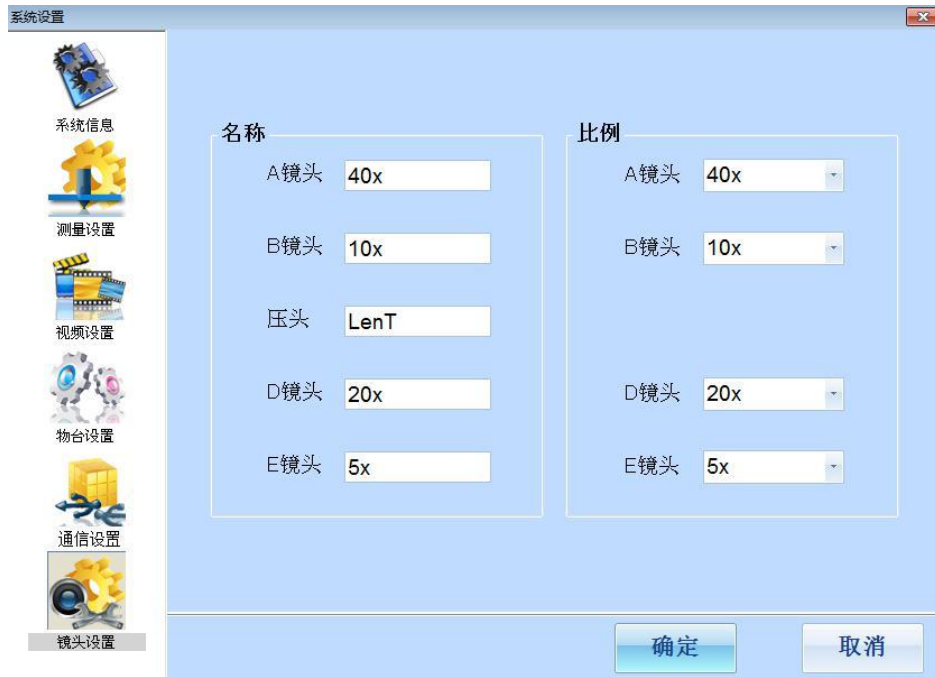 系统设置
系统信息
测量设置
视频设置
物台设置
通信设置
镜头设置
名称
A镜头 40x
B镜头 10x
压头 LenT
D镜头 20x
E镜头 5x
比例
A镜头 40x
B镜头 10x
D镜头 20x
E镜头 5x
确定 取消